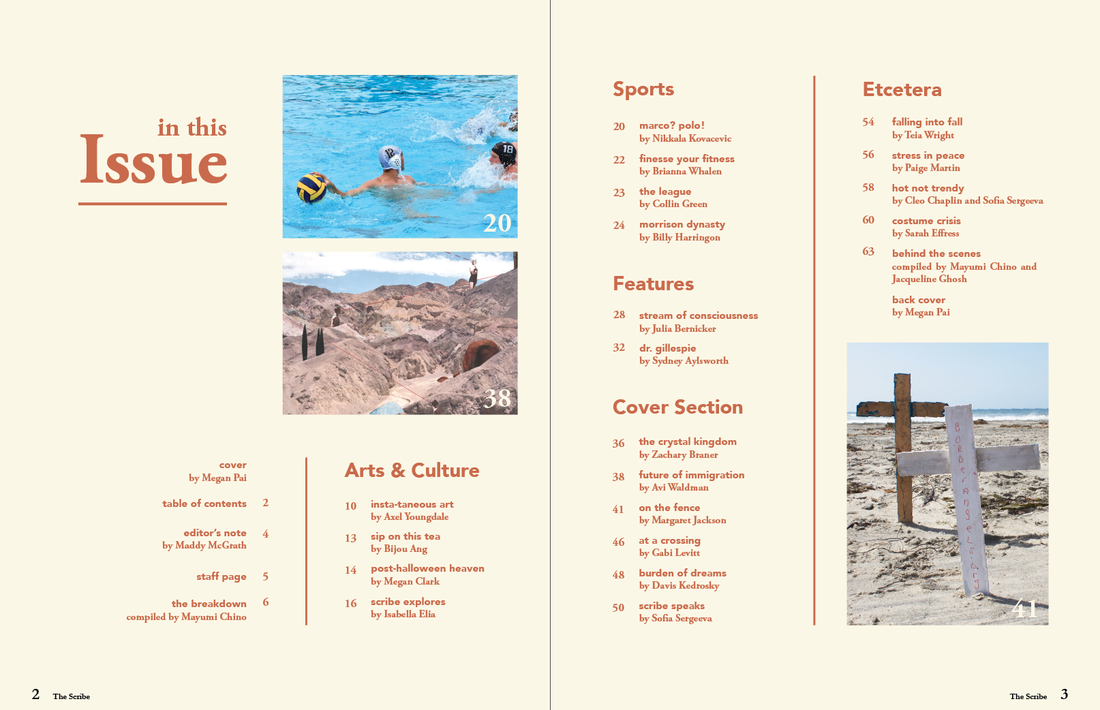 in this
Issue
20
38
cover
by Megan Pai
table of contents 2
editor's note 4
by Maddy McGrath
staff page 5
the breakdown 6
compiled by Mayumi Chino
Arts & Culture
10 insta-taneous art
by Axel Youngdale
13 sip on this tea
by Bijou Ang
14 post-halloween heaven
by Megan Clark
16 scribe explores
by Isabella Elia
2 The Scribe
Sports
20 marco? polo!
by Nikkala Kovacevic
22 finesse your fitness
by Brianna Whalen
23 the league
by Collin Green
24 morrison dynasty
by Billy Harringon
Features
28 stream of consciousness
by Julia Bernicker
32 dr. gillespie
by Sydney Aylsworth
Cover Section
36 the crystal kingdom
by Zachary Braner
38 future of immigration
by Avi Waldman
41 on the fence
by Margaret Jackson
46 at a crossing
by Gabi Levitt
48 burden of dreams
by Davis Kedrosky
50 scribe speaks
by Sofia Sergeeva
Etcetera
54 falling into fall
by Teia Wright
56 stress in peace
by Paige Martin
58 hot not trendy
by Cleo Chaplin and Sofia Sergeeva
60 costume crisis
by Sarah Effress
63 behind the scenes
compiled by Mayumi Chino and
Jacqueline Ghosh
back cover
by Megan Pai
41
The Scribe 3